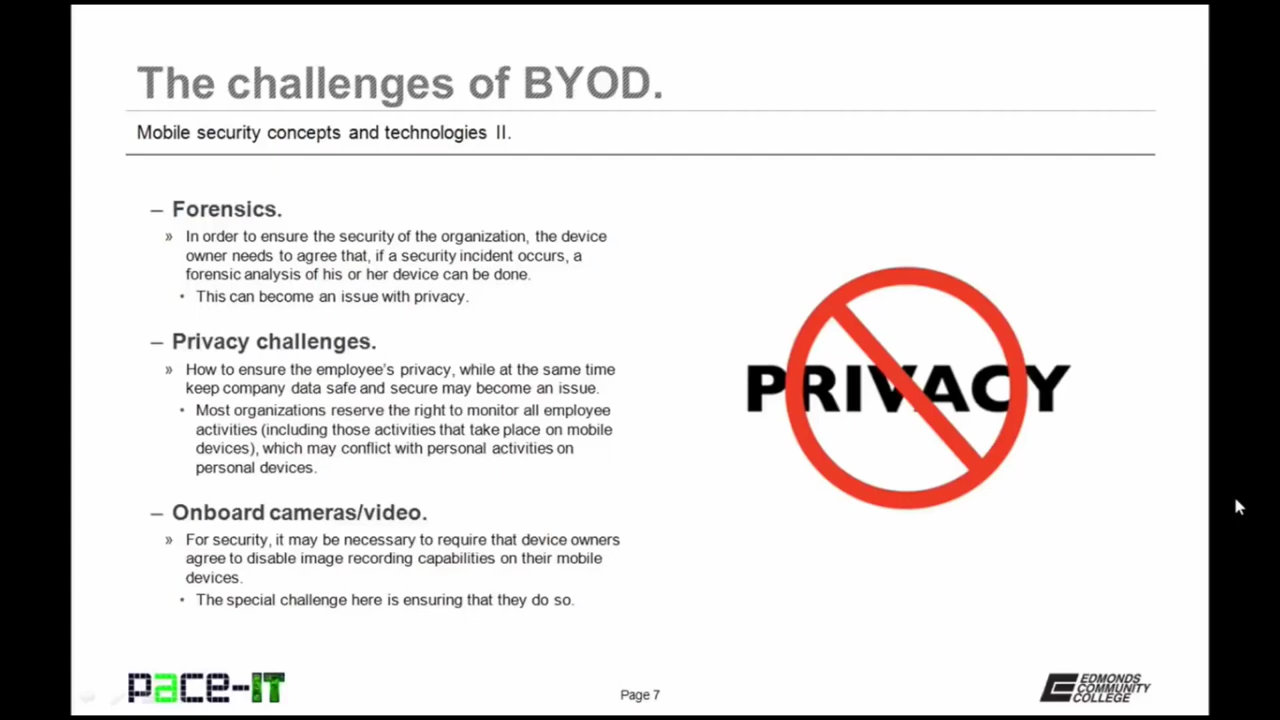 The challenges of BYOD.
Mobile security concepts and technologies II.
– Forensics.
» In order to ensure the security of the organization, the device
owner needs to agree that, if a security incident occurs, a
forensic analysis of his or her device can be done.
• This can become an issue with privacy.
– Privacy challenges.
» How to ensure the employee's privacy, while at the same time
keep company data safe and secure may become an issue.
• Most organizations reserve the right to monitor all employee
activities (including those activities that take place on mobile
devices), which may conflict with personal activities on
personal devices.
– Onboard cameras/video.
» For security, it may be necessary to require that device owners
agree to disable image recording capabilities on their mobile
devices.
• The special challenge here is ensuring that they do so.
PRIVACY
pace-IT
Page 7
EDMONDS
COMMUNITY
COLLEGE